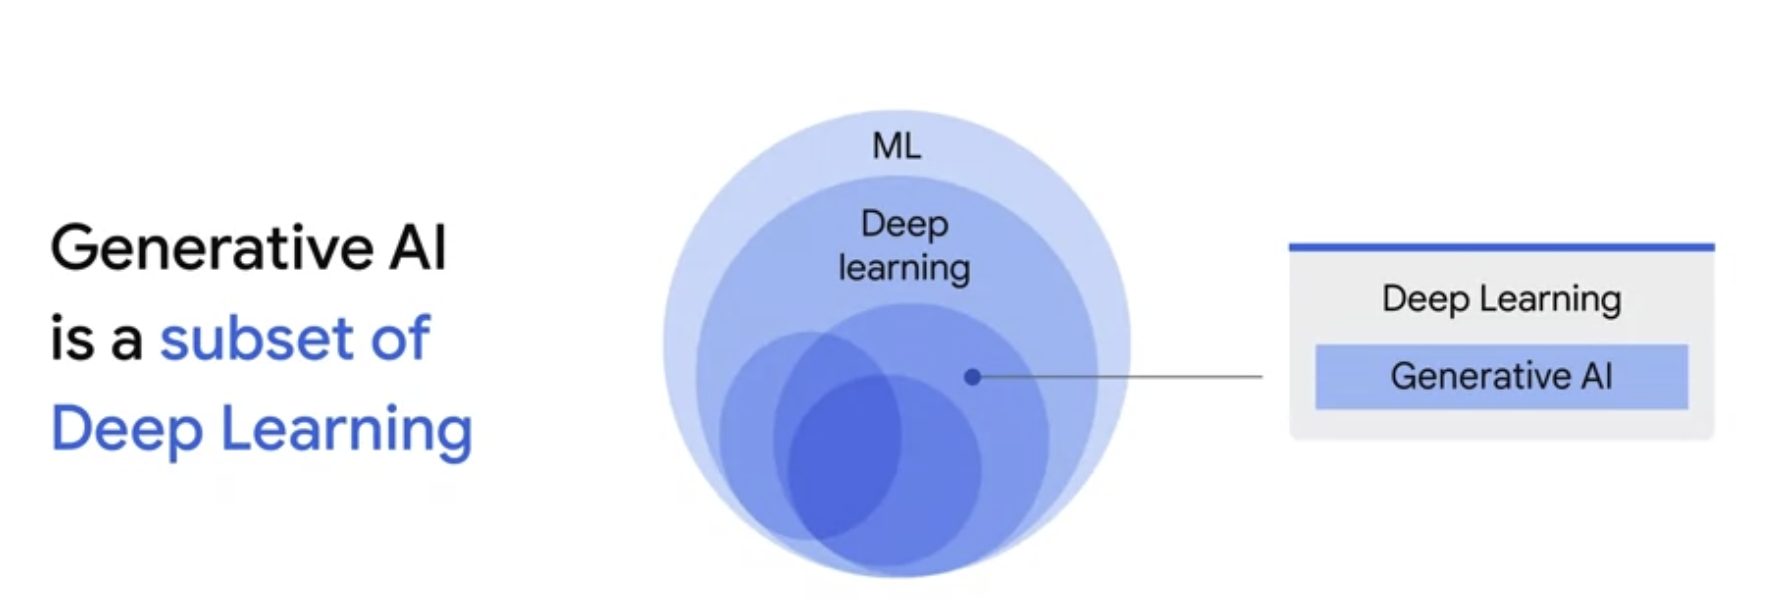 Generative AI
is a subset of
Deep Learning
ML
Deep
learning
Deep Learning
Generative AI